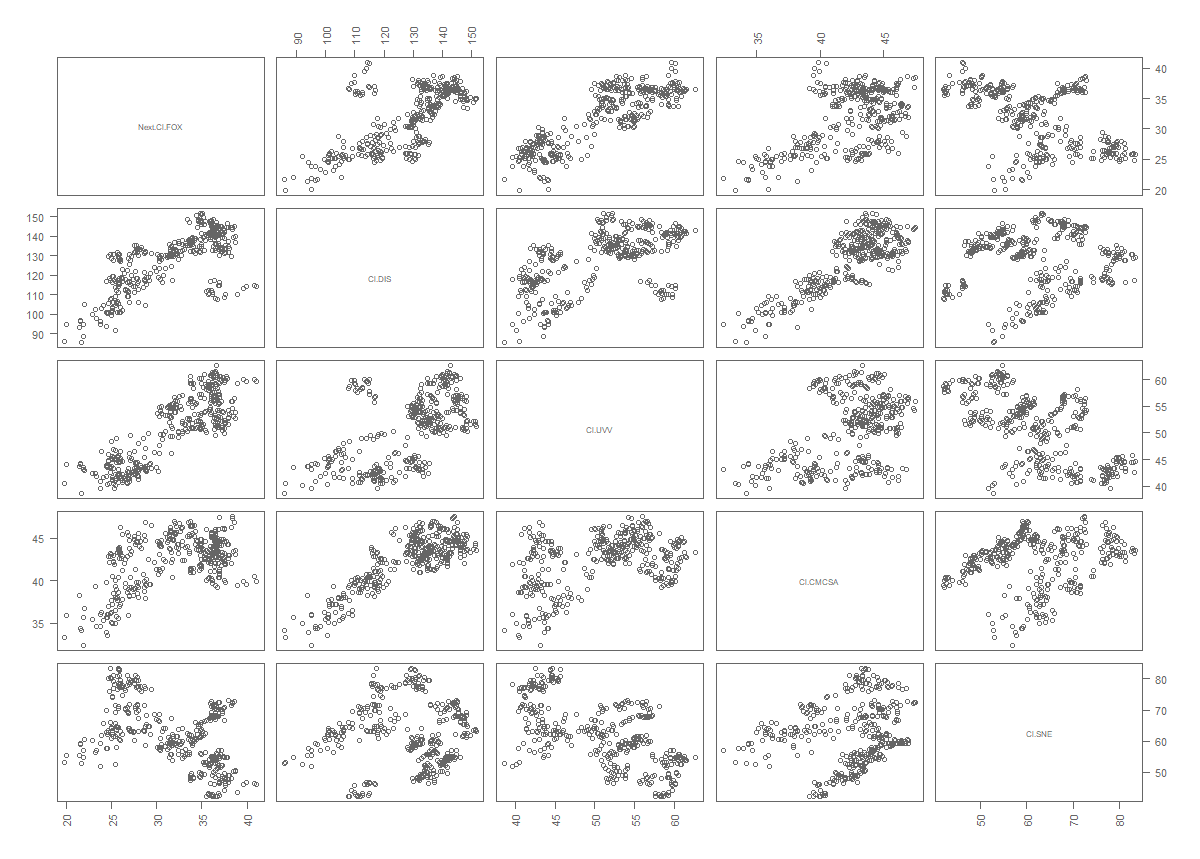 90 100 110 120 130 140 150 35 40 45
Next.Cl.FOX 20 25 30 35 40
90 100 110 120 130 140 150 Cl.DIS
Cl.UVV 40 45 50 55 60
35 40 45 Cl.CMCSA
Cl.SNE 50 60 70 80
20 25 30 35 40 40 45 50 55 60 50 60 70 80